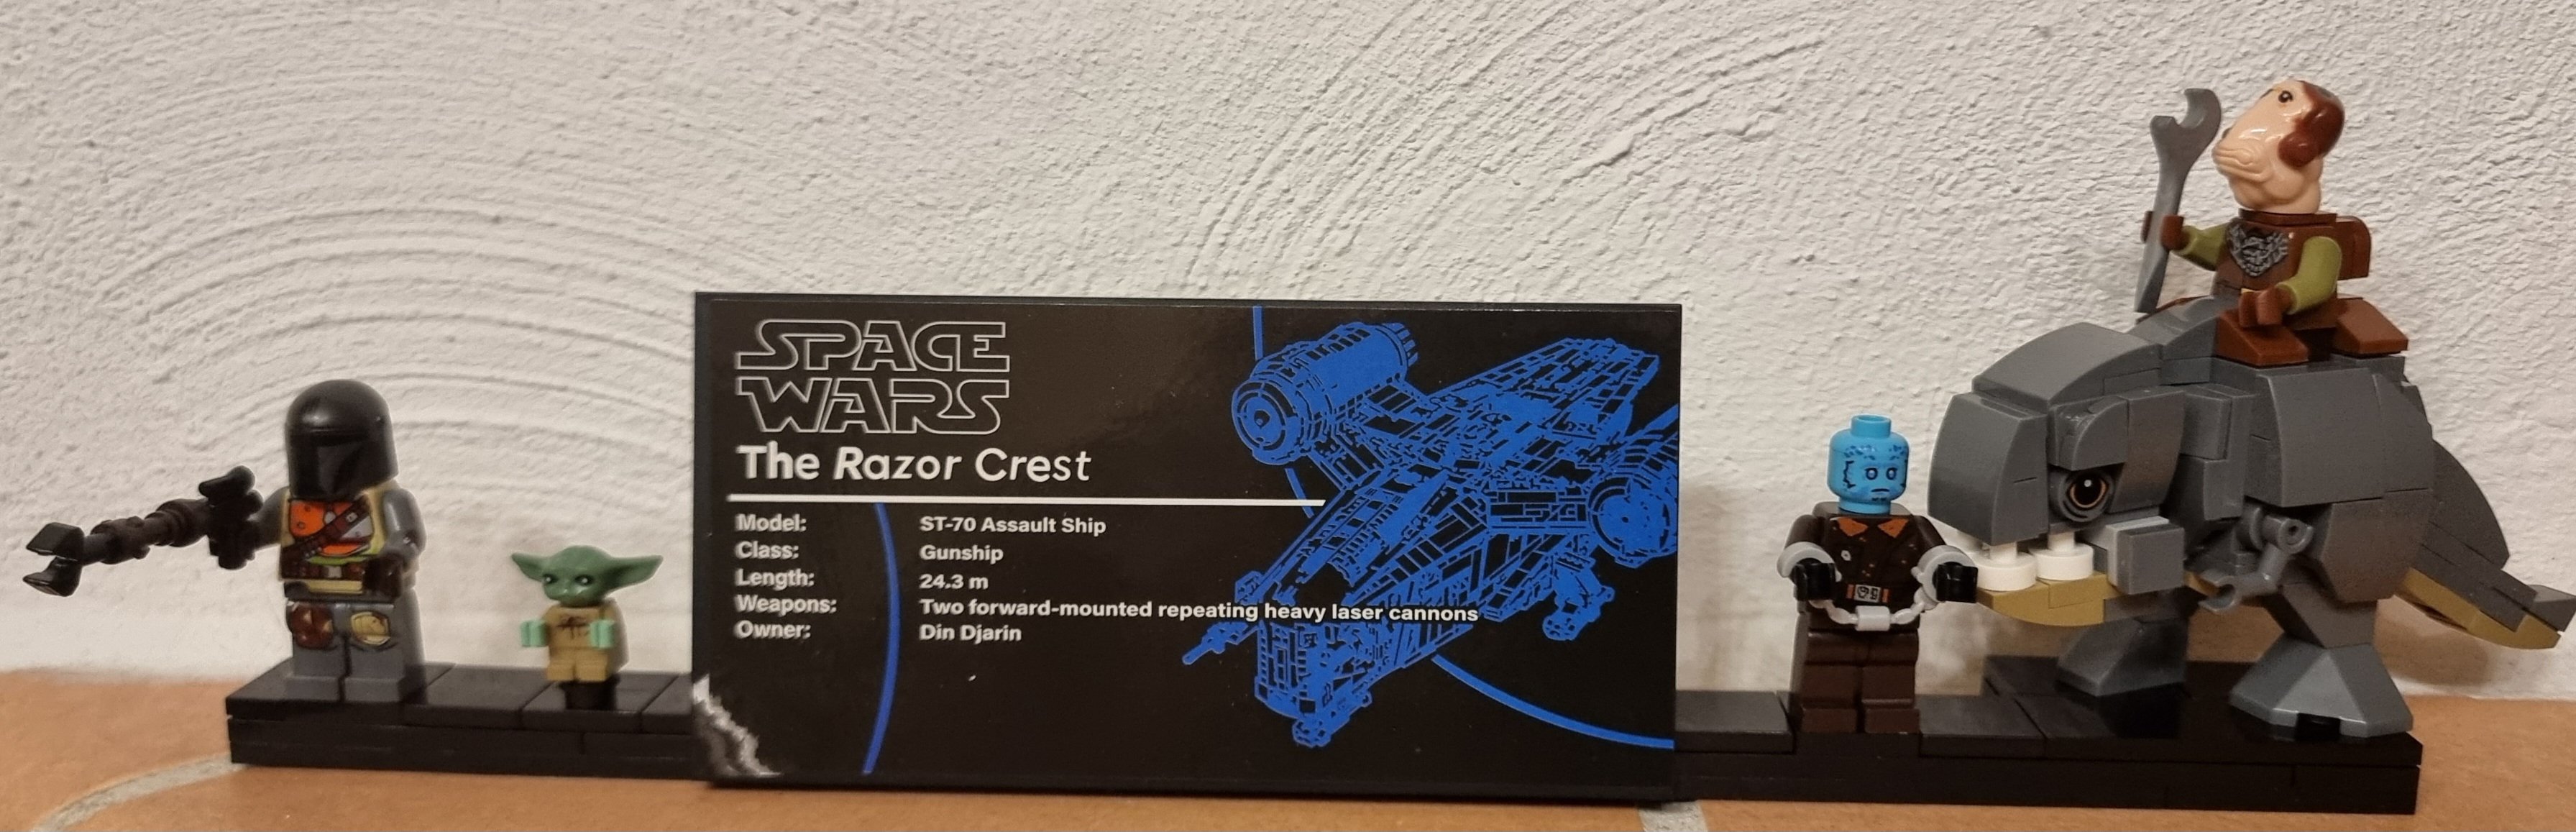 SPACE
WARS
The Razor Crest
Model: ST-70 Assault Ship
Class: Gunship
Length: 24.3 m
Weapons: Two forward-mounted repeating heavy laser cannons
Owner: Din Djarin